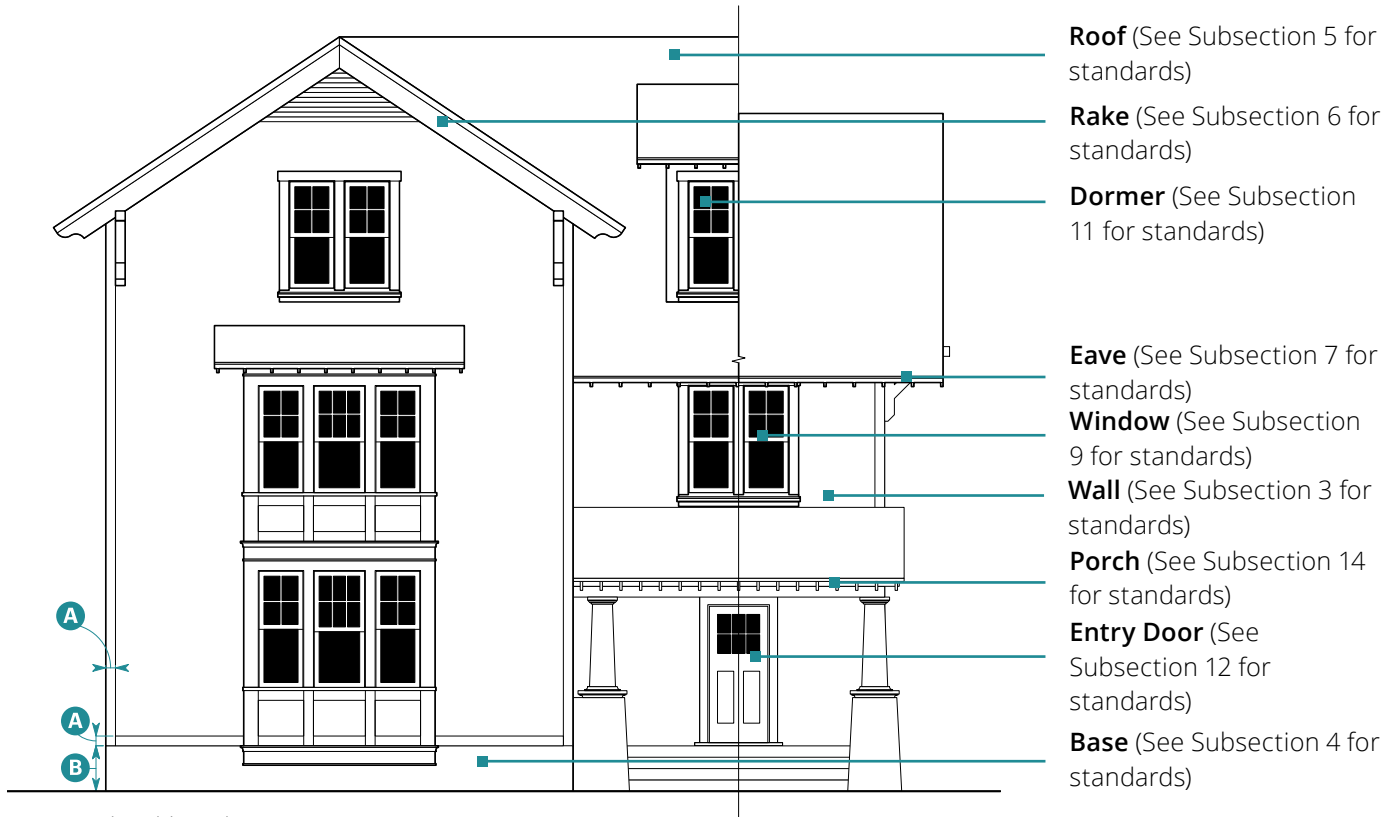 Roof (See Subsection 5 for
standards)
Rake (See Subsection 6 for
standards)
Dormer (See Subsection
11 for standards)
Eave (See Subsection 7 for
standards)
Window (See Subsection
9 for standards)
Wall (See Subsection 3 for
standards)
Porch (See Subsection 14
for standards)
Entry Door (See
Subsection 12 for
standards)
Base (See Subsection 4 for
standards)
A
A
B